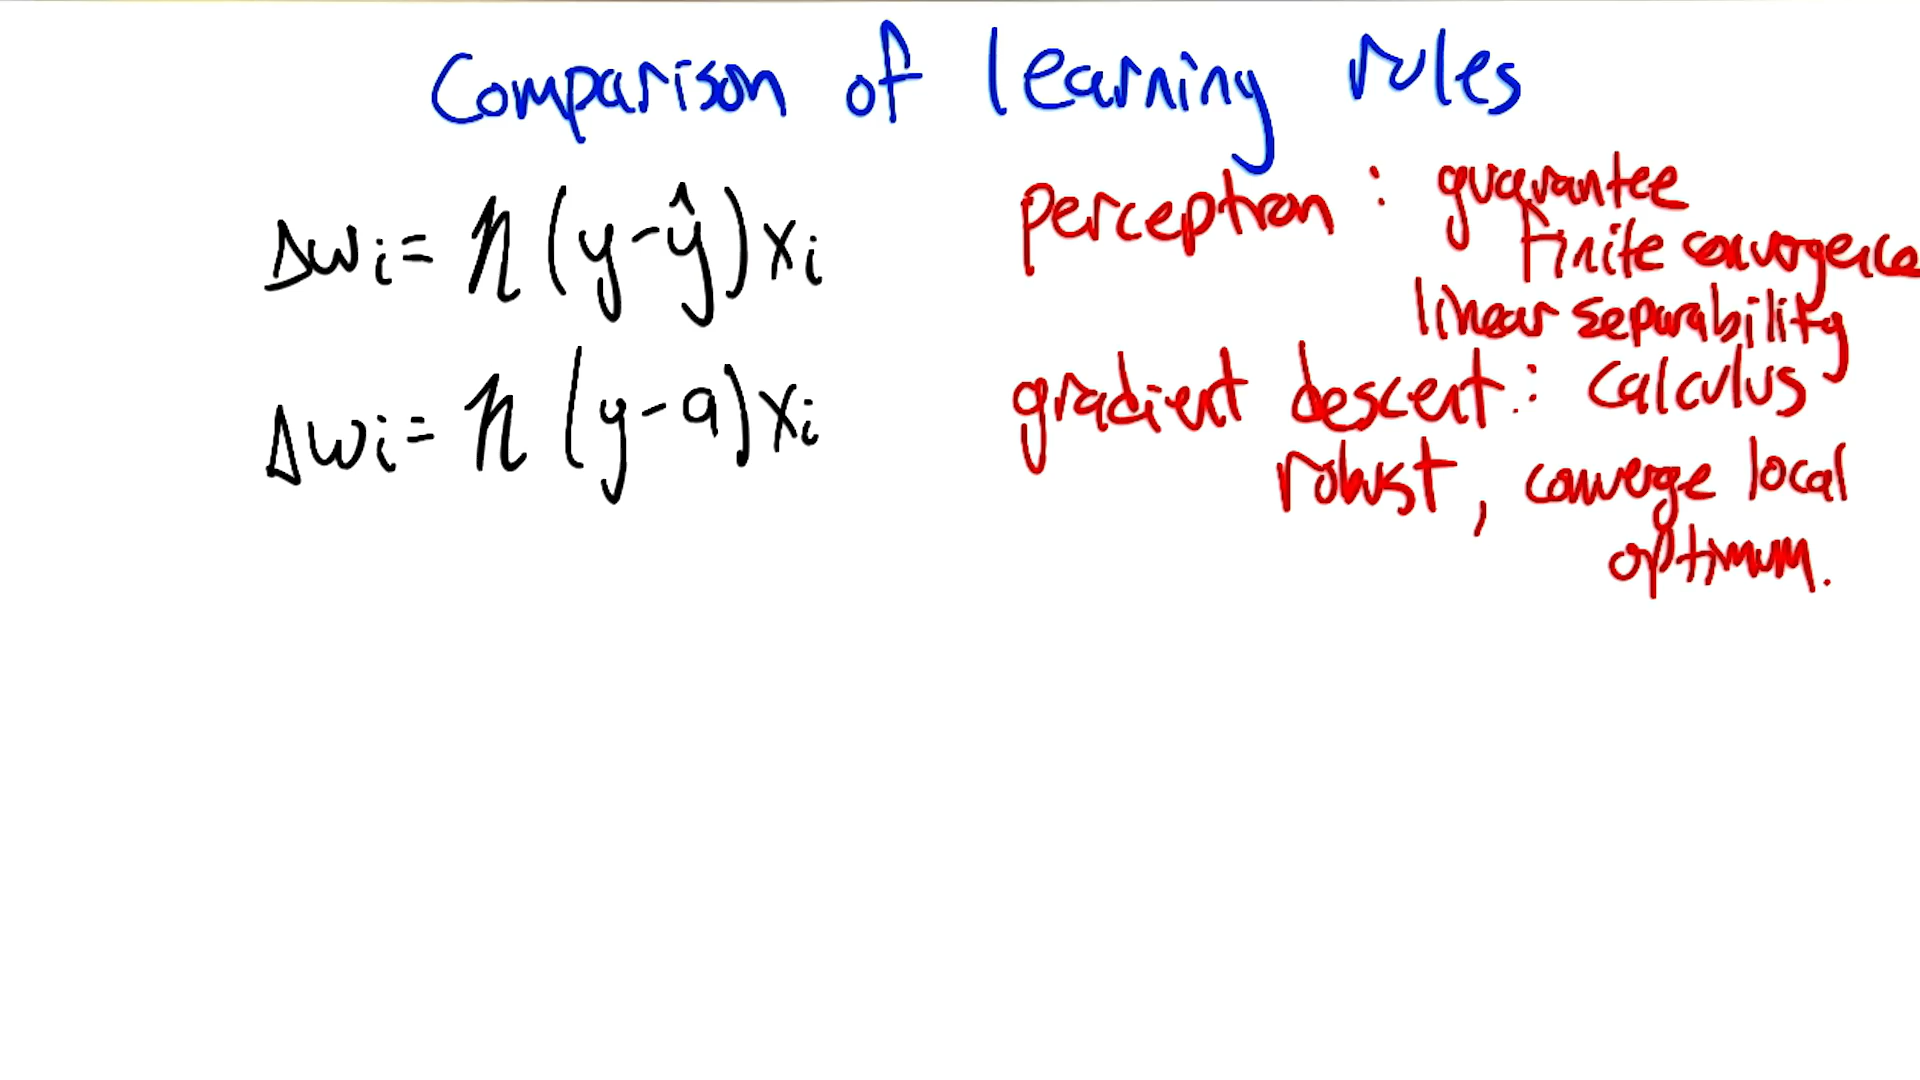 Comparison of learning rules
Δwi = η (y-ŷ) xi
perceptron : guarantee
finite convergence
linear separability
Δwi = η (y-a) xi
gradient descent : calculus
robust, converge local
optimum.